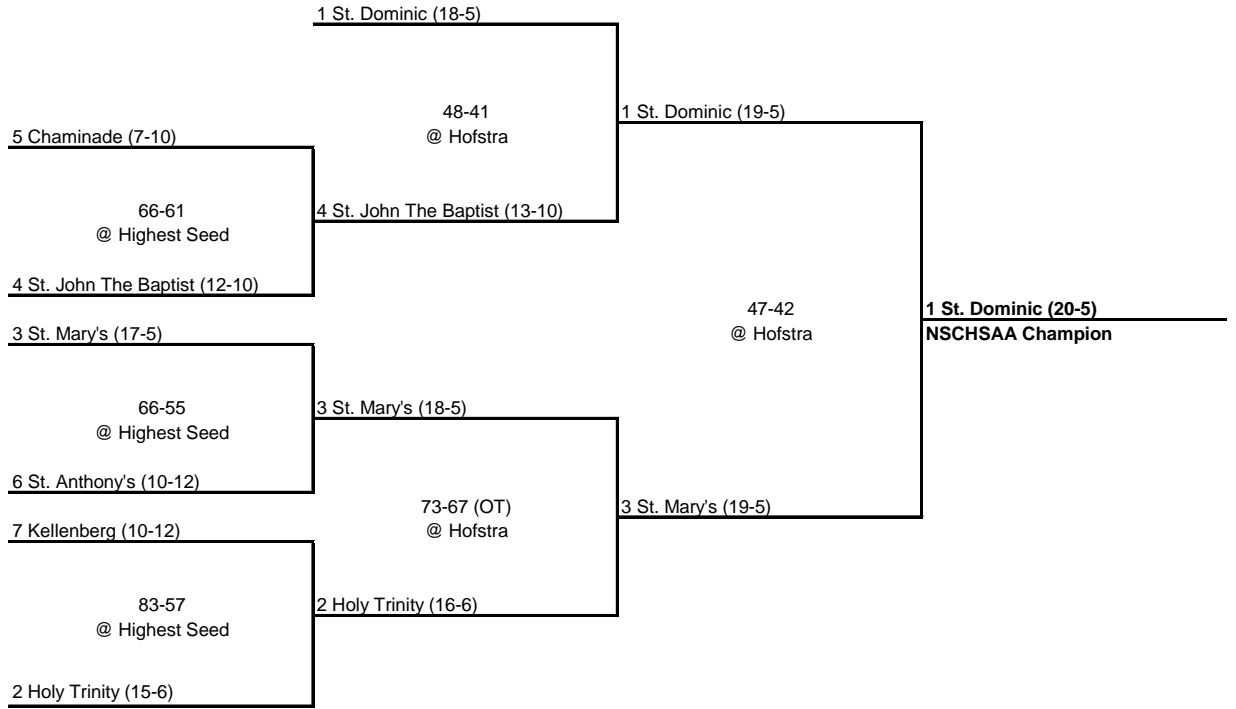 1 St. Dominic (18-5)
48-41
@ Hofstra
1 St. Dominic (19-5)
5 Chaminade (7-10)
66-61
@ Highest Seed
4 St. John The Baptist (13-10)
4 St. John The Baptist (12-10)
47-42
@ Hofstra
1 St. Dominic (20-5)
NSCHSAA Champion
3 St. Mary's (17-5)
66-55
@ Highest Seed
3 St. Mary's (18-5)
6 St. Anthony's (10-12)
73-67 (OT)
@ Hofstra
3 St. Mary's (19-5)
7 Kellenberg (10-12)
83-57
@ Highest Seed
2 Holy Trinity (16-6)
2 Holy Trinity (15-6)